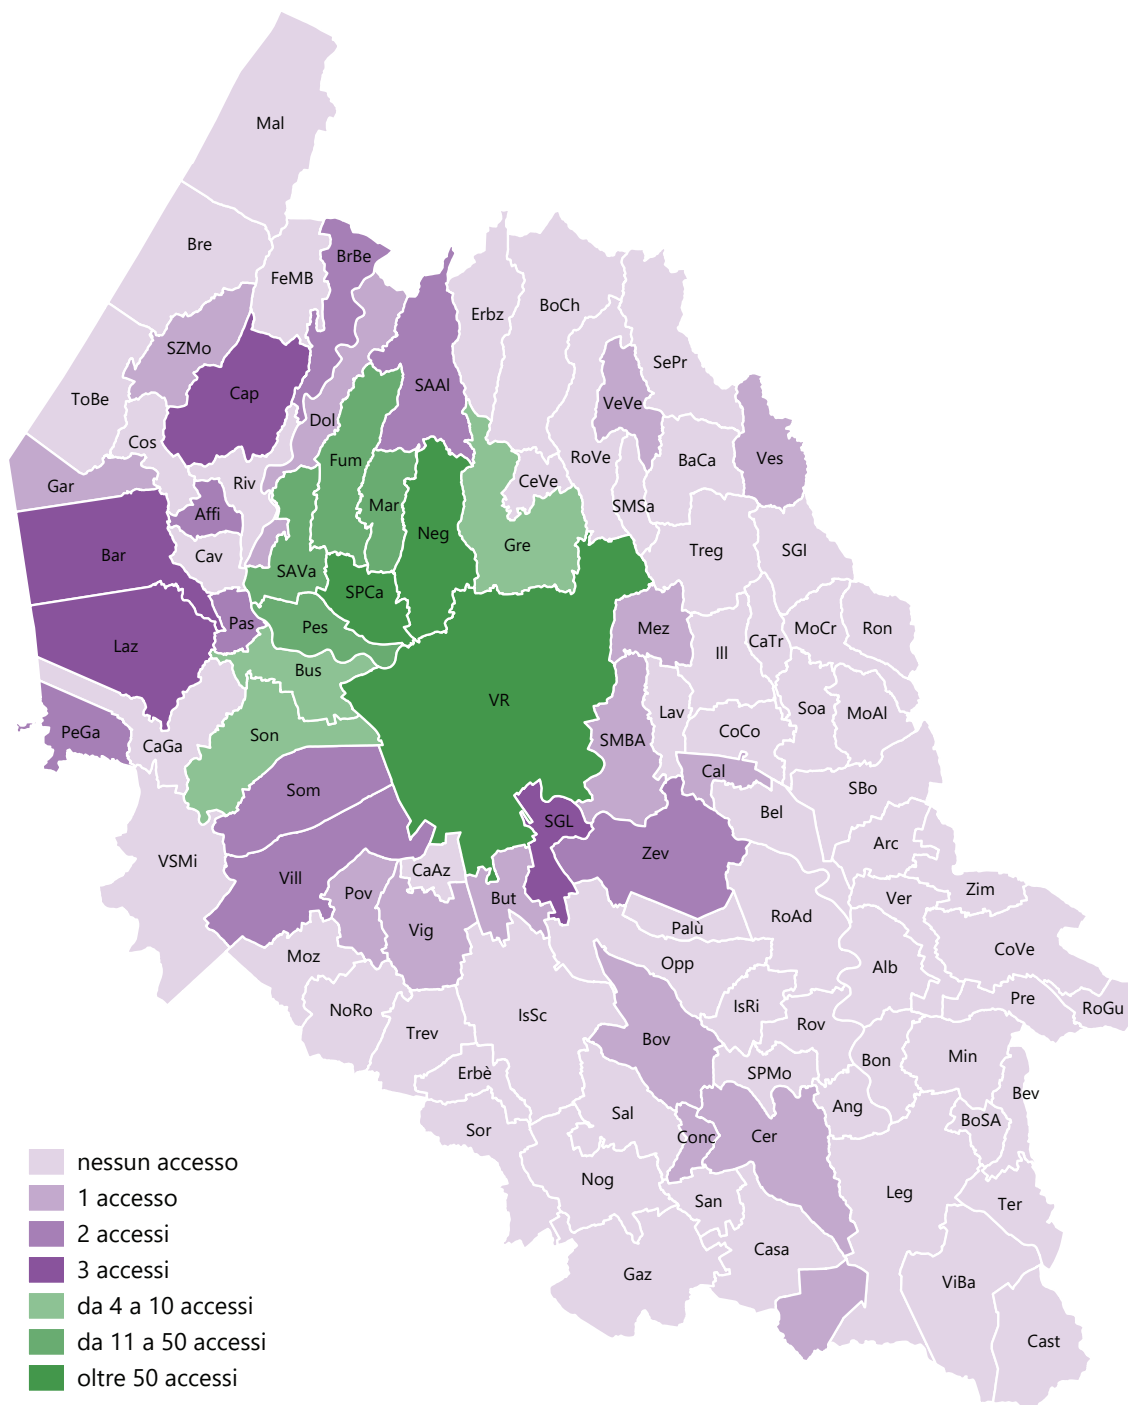 Mal
Bre
BrBe
FeMB
Erbz
BoCh
SZMo
SePr
ToBe
Cap
SAAl
VeVe
Cos
Dol
Fum
RoVe
BaCa
Ves
Gar
Riv
CeVe
Affi
Mar
SMSa
Bar
Cav
Neg
Gre
Treg
SGI
SAVa
SPCa
Pas
Pes
Mez
CaTr
MoCr
Ron
Laz
Ill
Bus
VR
Lav
Soa
MoAl
PeGa
CaGa
Son
SMBA
CoCo
Cal
Som
SBo
SGL
Bel
VSMi
Zev
Arc
CaAz
Vill
Pov
But
Ver
Zim
Vig
Palù
RoAd
Moz
Opp
Alb
CoVe
NoRo
IsSc
IsRi
Pre
RoGu
Trev
Bov
Rov
Erbè
SPMo
Bon
Min
Bev
Sor
Sal
Conc
Cer
Ang
BoSA
Nog
San
Leg
Ter
Gaz
Casa
ViBa
Cast
nessun accesso
1 accesso
2 accessi
3 accessi
da 4 a 10 accessi
da 11 a 50 accessi
oltre 50 accessi